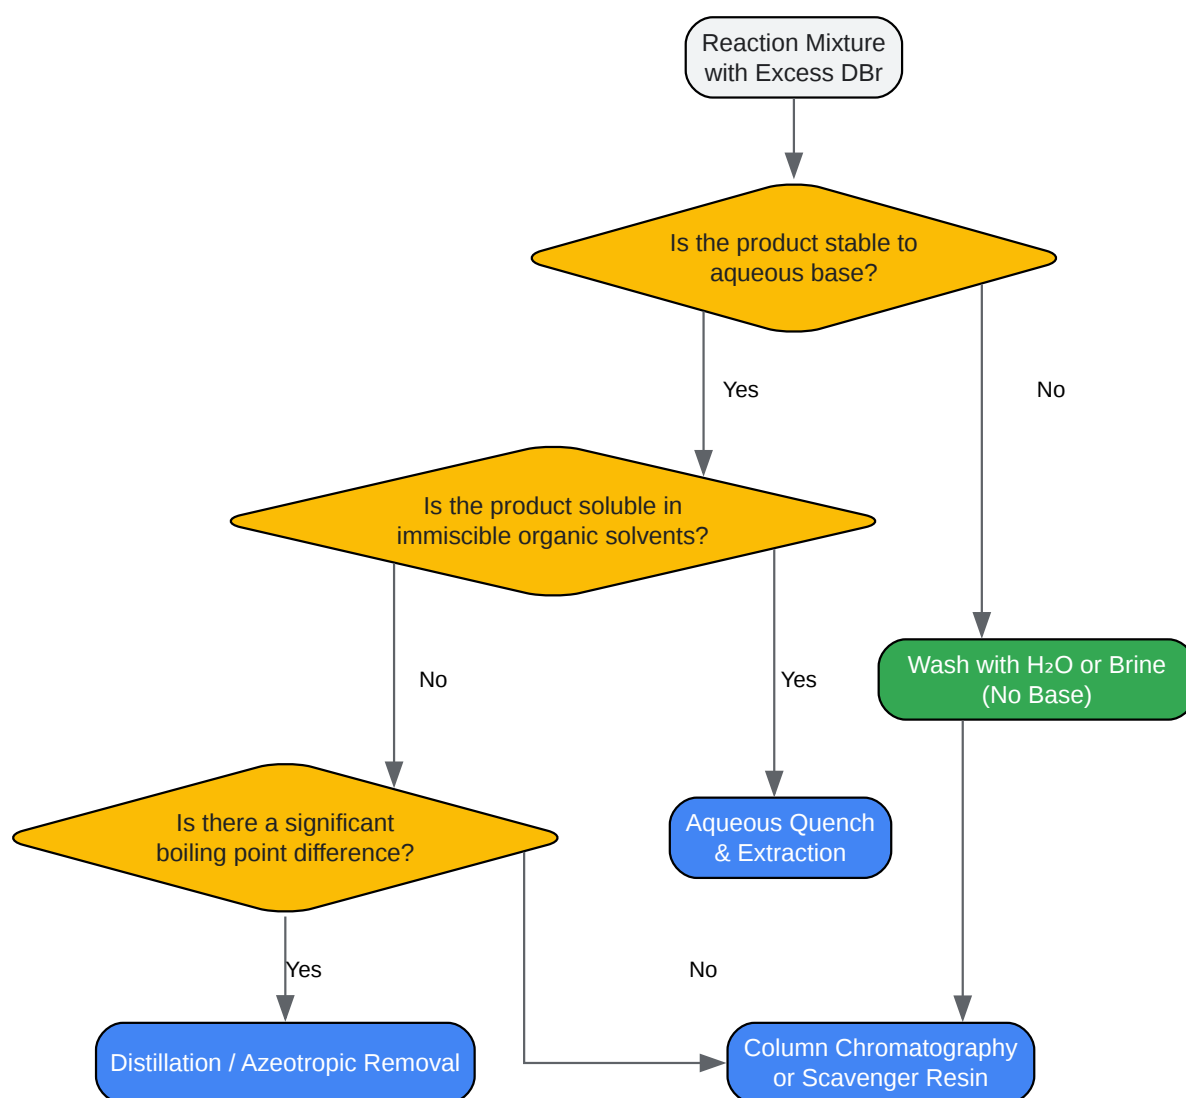 Reaction Mixture
with Excess DBr
Is the product stable to
aqueous base?
Yes
No
Is the product soluble in
immiscible organic solvents?
No
Yes
Wash with H₂O or Brine
(No Base)
Is there a significant
boiling point difference?
Aqueous Quench
& Extraction
Yes
No
Distillation / Azeotropic Removal
Column Chromatography
or Scavenger Resin